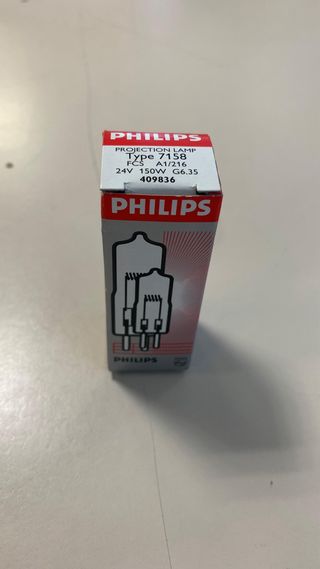 PHILIPS
PROJECTION LAMP
Type 7158
FCS A1/216
24V 150W G6.35
409836
PHILIPS
PHILIPS